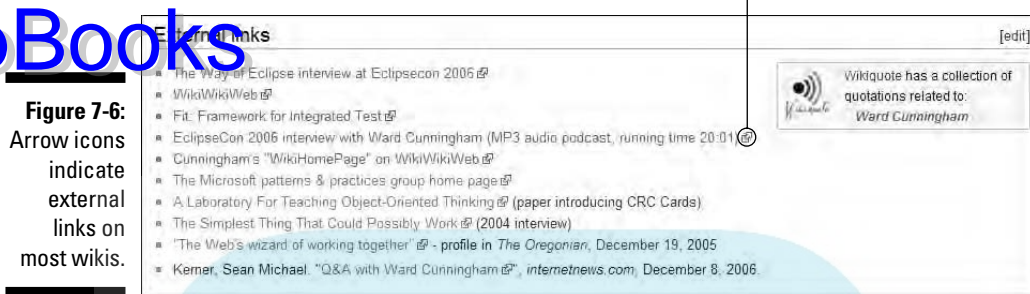 oBooks
External links
[edit]
The Way of Eclipse interview at Eclipsecon 2006
WikiWikiWeb
Fit: Framework for Integrated Test
EclipseCon 2006 interview with Ward Cunningham (MP3 audio podcast, running time 20:01)
Cunningham's "WikiHomePage" on WikiWikiWeb
The Microsoft patterns & practices group home page
A Laboratory For Teaching Object-Oriented Thinking (paper introducing CRC Cards)
The Simplest Thing That Could Possibly Work (2004 interview)
"The Web's wizard of working together" - profile in The Oregonian, December 19, 2005
Kerner, Sean Michael. "Q&A with Ward Cunningham", internetnews.com, December 8, 2006.
Wikiquote has a collection of
quotations related to:
Ward Cunningham
Wikiquote
Figure 7-6:
Arrow icons
indicate
external
links on
most wikis.